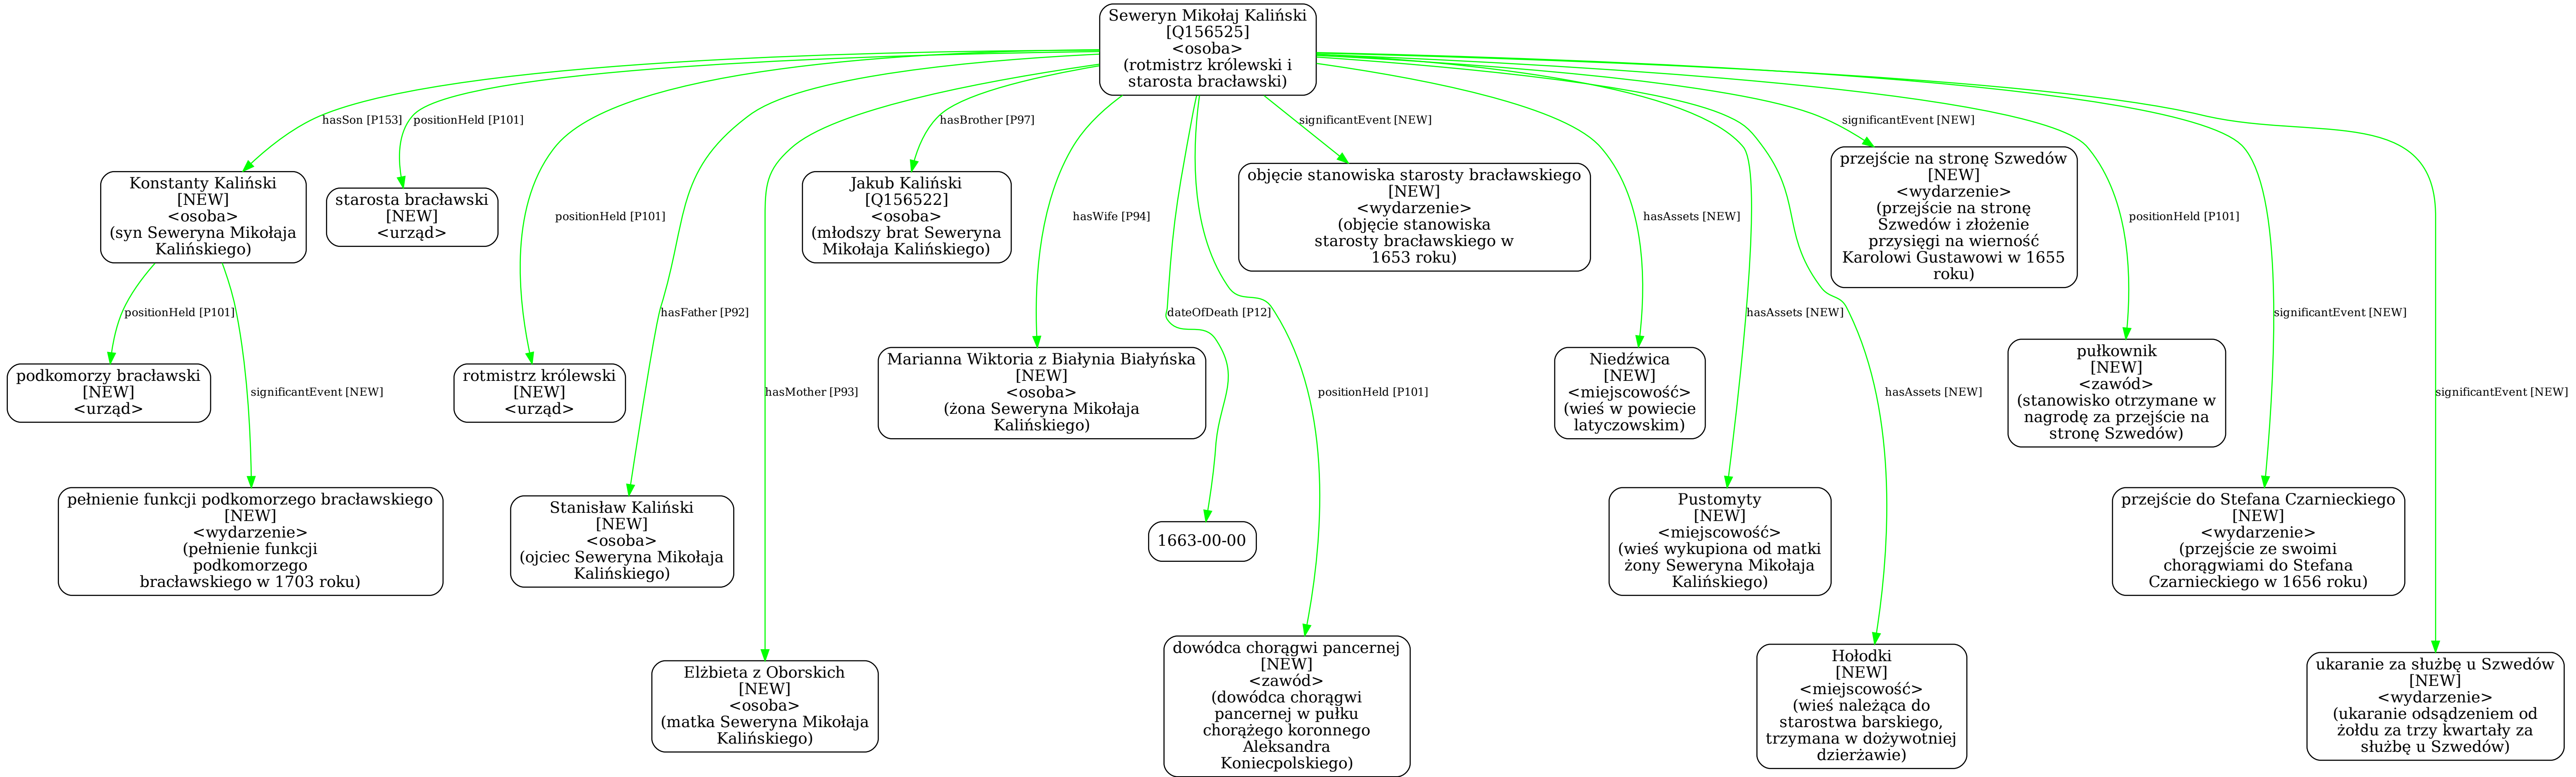 Seweryn Mikołaj Kaliński
[Q156525]
<osoba>
(rotmistrz królewski i
starosta bracławski)
hasSon [P153]
positionHeld [P101]
hasBrother [P97]
significantEvent [NEW]
significantEvent [NEW]
Konstanty Kaliński
[NEW]
<osoba>
(syn Seweryna Mikołaja
Kalińskiego)
starosta bracławski
[NEW]
<urząd>
positionHeld [P101]
Jakub Kaliński
[Q156522]
<osoba>
(młodszy brat Seweryna
Mikołaja Kalińskiego)
hasWife [P94]
objęcie stanowiska starosty bracławskiego
[NEW]
<wydarzenie>
(objęcie stanowiska
starosty bracławskiego w
1653 roku)
hasAssets [NEW]
przejście na stronę Szwedów
[NEW]
<wydarzenie>
(przejście na stronę
Szwedów i złożenie
przysięgi na wierność
Karolowi Gustawowi w 1655
roku)
positionHeld [P101]
positionHeld [P101]
hasFather [P92]
dateOfDeath [P12]
hasAssets [NEW]
significantEvent [NEW]
podkomorzy bracławski
[NEW]
<urząd>
significantEvent [NEW]
rotmistrz królewski
[NEW]
<urząd>
hasMother [P93]
Marianna Wiktoria z Białynia Białyńska
[NEW]
<osoba>
(żona Seweryna Mikołaja
Kalińskiego)
positionHeld [P101]
Niedźwica
[NEW]
<miejscowość>
(wieś w powiecie
latyczowskim)
hasAssets [NEW]
pułkownik
[NEW]
<zawód>
(stanowisko otrzymane w
nagrodę za przejście na
stronę Szwedów)
significantEvent [NEW]
pełnienie funkcji podkomorzego bracławskiego
[NEW]
<wydarzenie>
(pełnienie funkcji
podkomorzego
bracławskiego w 1703 roku)
Stanisław Kaliński
[NEW]
<osoba>
(ojciec Seweryna Mikołaja
Kalińskiego)
1663-00-00
Pustomyty
[NEW]
<miejscowość>
(wieś wykupiona od matki
żony Seweryna Mikołaja
Kalińskiego)
przejście do Stefana Czarnieckiego
[NEW]
<wydarzenie>
(przejście ze swoimi
chorągwiami do Stefana
Czarnieckiego w 1656 roku)
Elżbieta z Oborskich
[NEW]
<osoba>
(matka Seweryna Mikołaja
Kalińskiego)
dowódca chorągwi pancernej
[NEW]
<zawód>
(dowódca chorągwi
pancernej w pułku
chorążego koronnego
Aleksandra
Koniecpolskiego)
Hołodki
[NEW]
<miejscowość>
(wieś należąca do
starostwa barskiego,
trzymana w dożywotniej
dzierżawie)
ukaranie za służbę u Szwedów
[NEW]
<wydarzenie>
(ukaranie odsądzeniem od
żołdu za trzy kwartały za
służbę u Szwedów)